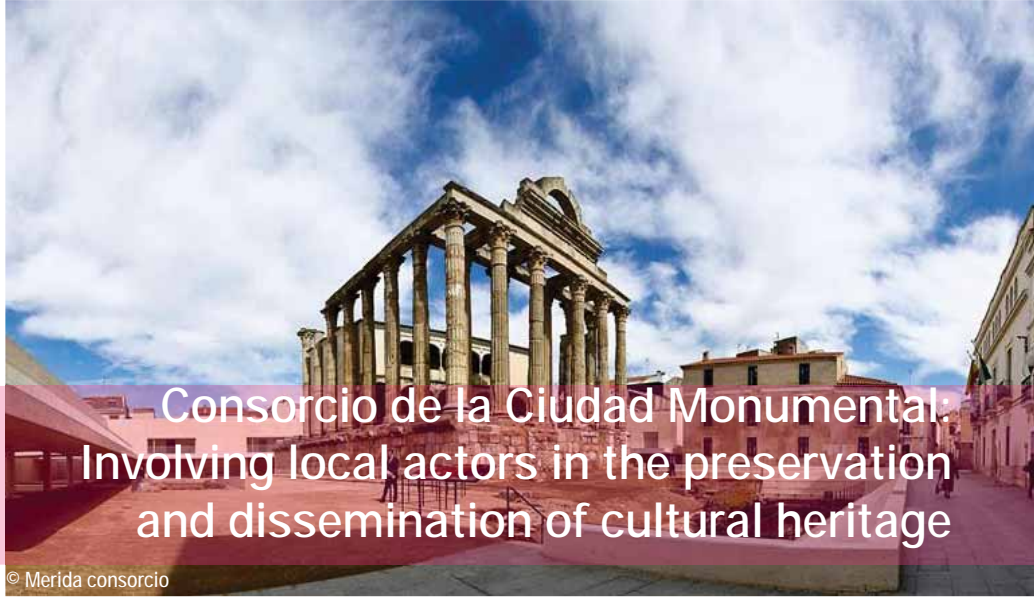 Consorcio de la Ciudad Monumental:
Involving local actors in the preservation
and dissemination of cultural heritage
© Merida consorcio